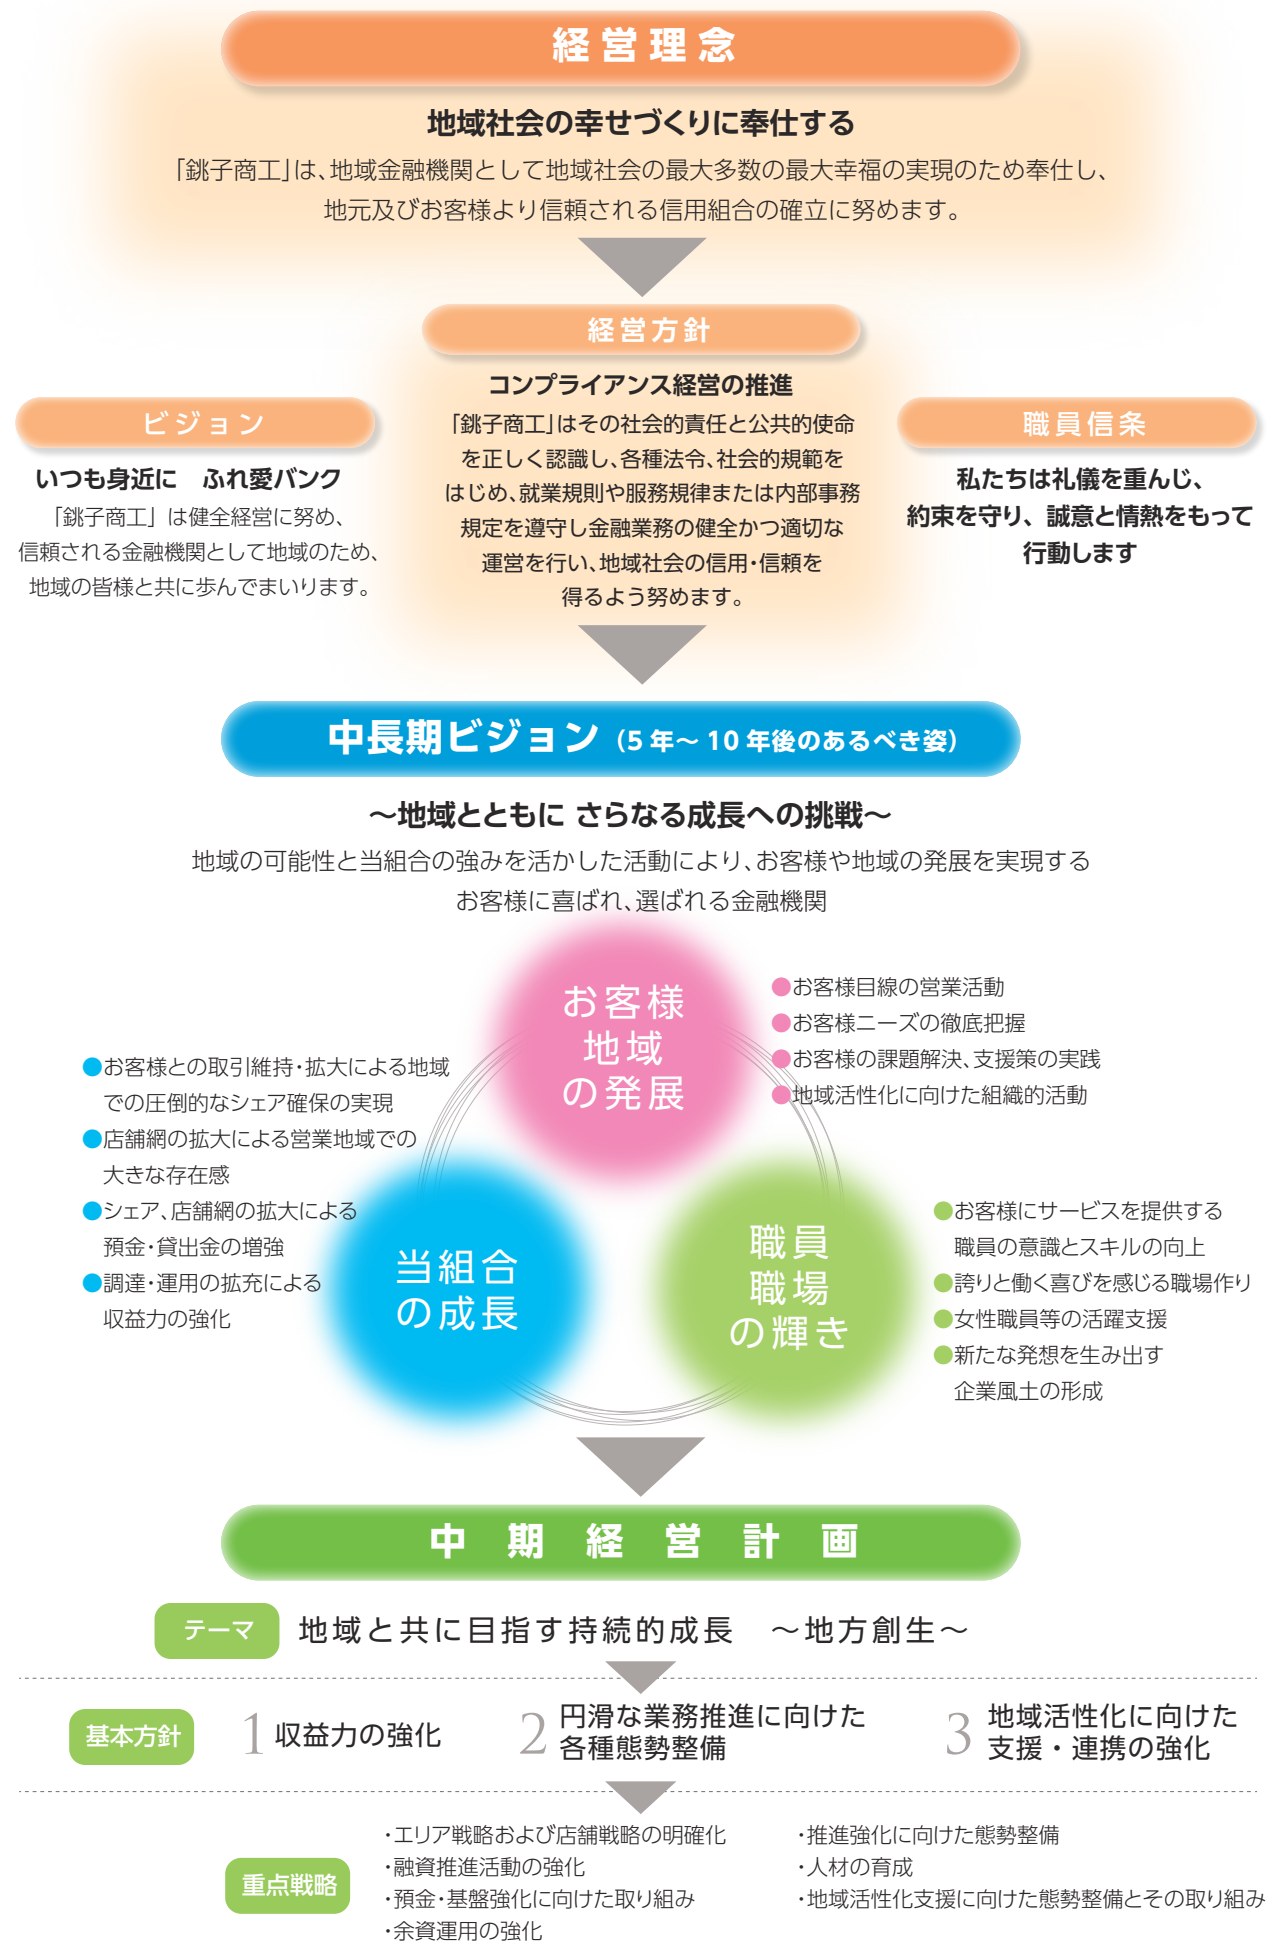 経営理念
地域社会の幸せづくりに奉仕する
「銚子商工」は、地域金融機関として地域社会の最大多数の最大幸福の実現のため奉仕し、
地元及びお客様より信頼される信用組合の確立に努めます。
経営方針
コンプライアンス経営の推進
「銚子商工」はその社会的責任と公共的使命
を正しく認識し、各種法令、社会的規範を
はじめ、就業規則や服務規律または内部事務
規定を遵守し金融業務の健全かつ適切な
運営を行い、地域社会の信用・信頼を
得るよう努めます。
ビジョン
いつも身近に　ふれ愛バンク
「銚子商工」は健全経営に努め、
信頼される金融機関として地域のため、
地域の皆様と共に歩んでまいります。
職員信条
私たちは礼儀を重んじ、
約束を守り、誠意と情熱をもって
行動します
中長期ビジョン（5年～10年後のあるべき姿）
～地域とともに さらなる成長への挑戦～
地域の可能性と当組合の強みを活かした活動により、お客様や地域の発展を実現する
お客様に喜ばれ、選ばれる金融機関
お客様
地域
の発展
●お客様目線の営業活動
●お客様ニーズの徹底把握
●お客様の課題解決、支援策の実践
●地域活性化に向けた組織的活動
●お客様との取引維持・拡大による地域
での圧倒的なシェア確保の実現
●店舗網の拡大による営業地域での
大きな存在感
●シェア、店舗網の拡大による
預金・貸出金の増強
●調達・運用の拡充による
収益力の強化
当組合
の成長
職員
職場
の輝き
●お客様にサービスを提供する
職員の意識とスキルの向上
●誇りと働く喜びを感じる職場作り
●女性職員等の活躍支援
●新たな発想を生み出す
企業風土の形成
中期経営計画
テーマ 地域と共に目指す持続的成長　～地方創生～
基本方針
1 収益力の強化
2 円滑な業務推進に向けた
各種態勢整備
3 地域活性化に向けた
支援・連携の強化
重点戦略
・エリア戦略および店舗戦略の明確化
・融資推進活動の強化
・預金・基盤強化に向けた取り組み
・余資運用の強化
・推進強化に向けた態勢整備
・人材の育成
・地域活性化支援に向けた態勢整備とその取り組み